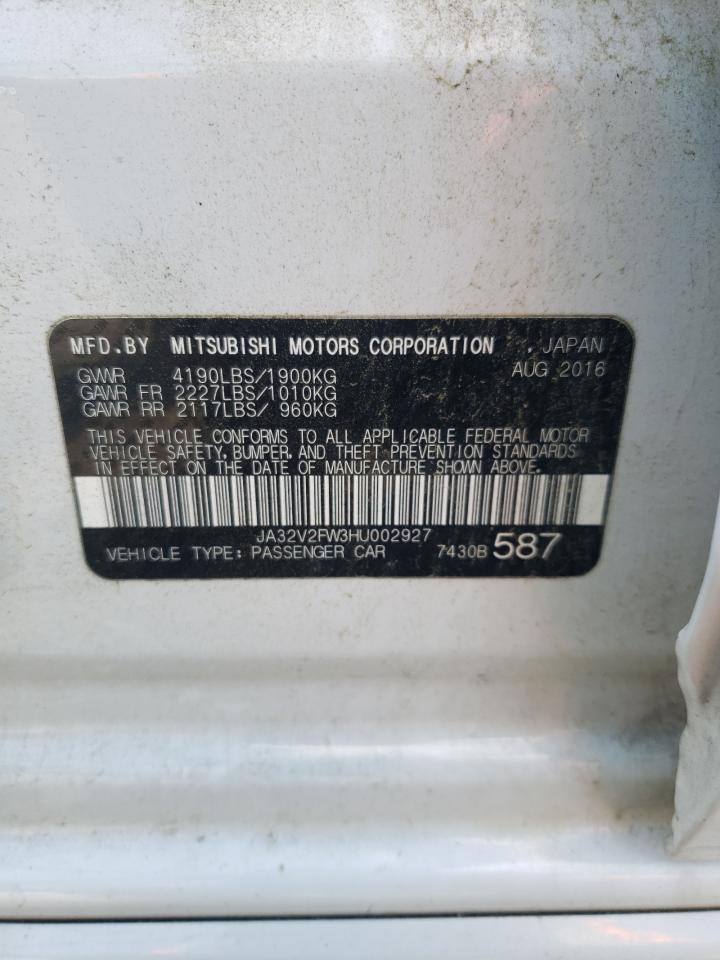 MFD.BY MITSUBISHI MOTORS CORPORATION , JAPAN
GVWR 4190LBS/1900KG AUG 2016
GAWR FR 2227LBS/1010KG
GAWR RR 2117LBS/ 960KG
THIS VEHICLE CONFORMS TO ALL APPLICABLE FEDERAL MOTOR
VEHICLE SAFETY, BUMPER, AND THEFT PREVENTION STANDARDS
IN EFFECT ON THE DATE OF MANUFACTURE SHOWN ABOVE.
JA32V2FW3HU002927
VEHICLE TYPE: PASSENGER CAR 7430B 587